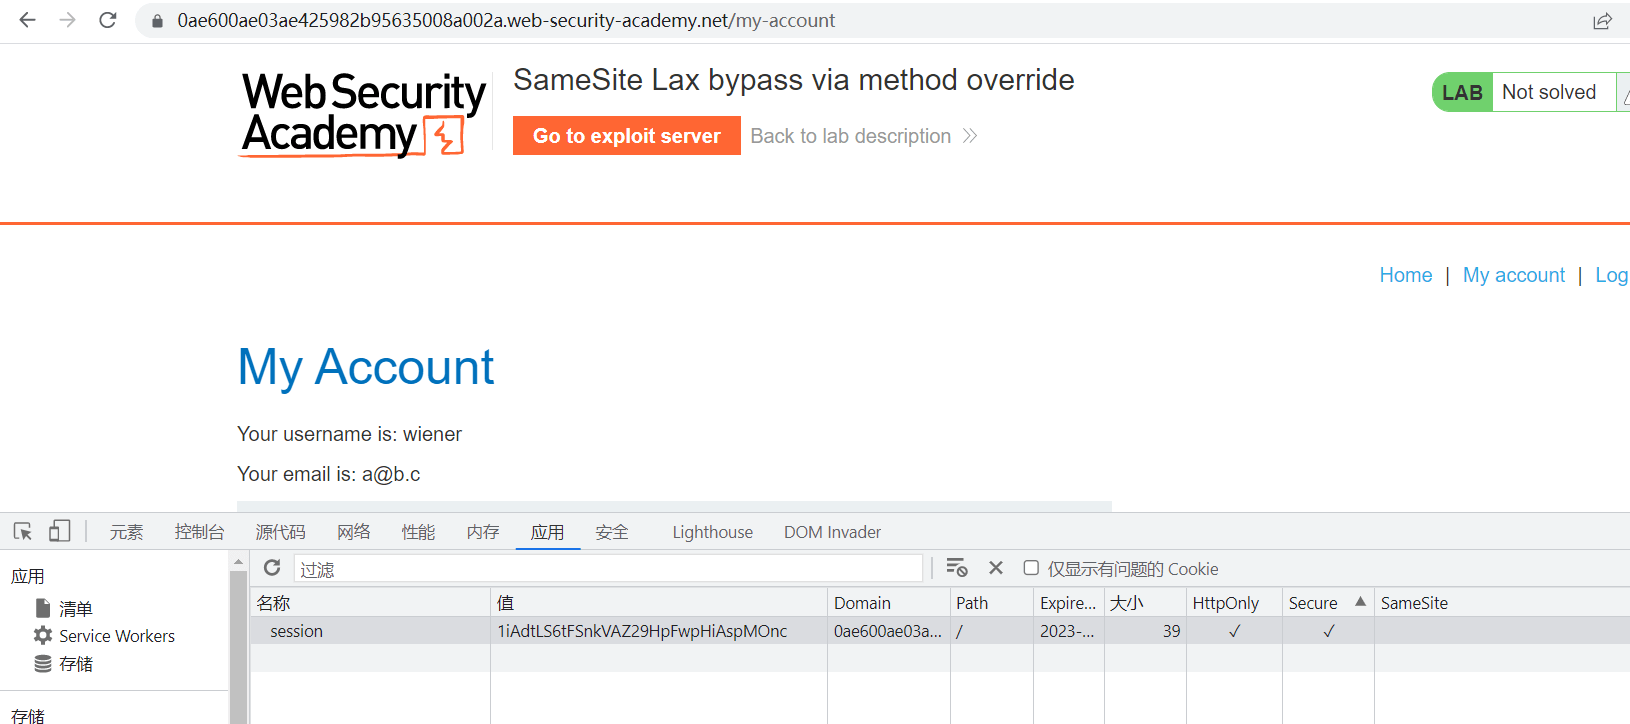 0ae600ae03ae425982b95635008a002a.web-security-academy.net/my-account
Web Security
Academy
SameSite Lax bypass via method override
LAB Not solved
Go to exploit server Back to lab description
Home | My account | Log
My Account
Your username is: wiener
Your email is: a@b.c
元素 控制台 源代码 网络 性能 内存 应用 安全 Lighthouse DOM Invader
应用
过滤 仅显示有问题的 Cookie
名称 值 Domain Path Expire... 大小 HttpOnly Secure ▲ SameSite
清单
session 1iAdtLS6tFSnkVAZ29HpFwpHiAspMOnc 0ae600ae03a... / 2023-... 39 ✓ ✓
Service Workers
存储
存储